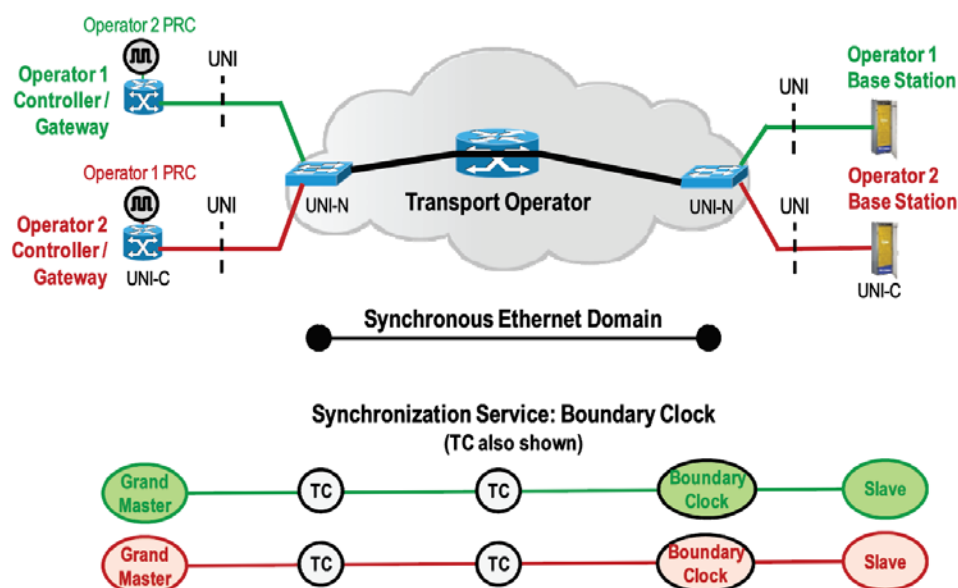 Operator 2 PRC
Operator 1
Controller /
Gateway
UNI
UNI
Operator 1
Base Station
Operator 1 PRC
Operator 2
Controller /
Gateway
UNI-C
UNI
UNI-N
Transport Operator
UNI-N
UNI
Operator 2
Base Station
UNI-C
Synchronous Ethernet Domain
Synchronization Service: Boundary Clock
(TC also shown)
Grand
Master
TC
TC
Boundary
Clock
Slave
Grand
Master
TC
TC
Boundary
Clock
Slave